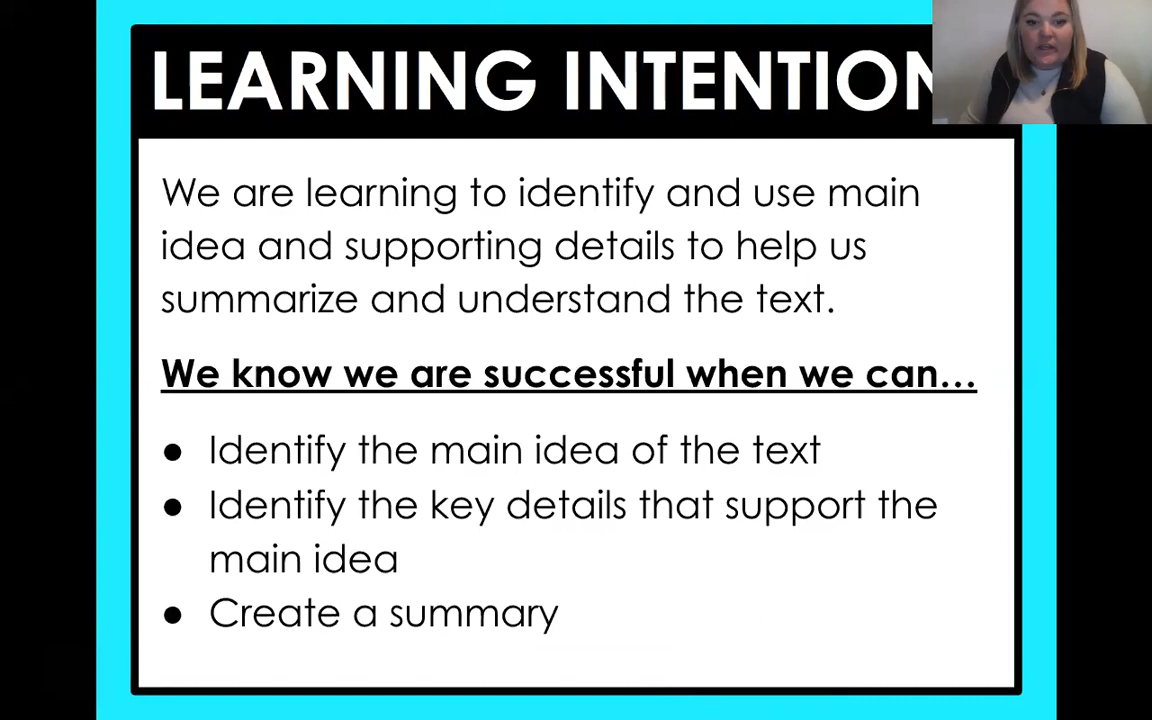 LEARNING INTENTION
We are learning to identify and use main
idea and supporting details to help us
summarize and understand the text.
We know we are successful when we can...
● Identify the main idea of the text
● Identify the key details that support the
main idea
● Create a summary